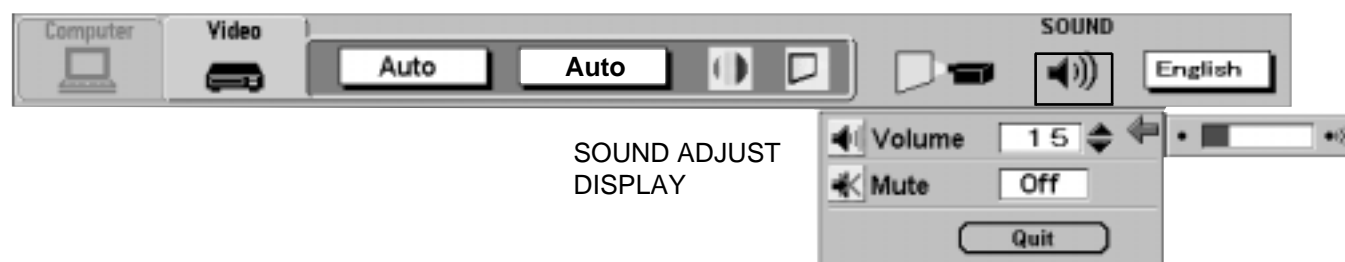 SOUND
Computer Video
Auto Auto English
SOUND ADJUST
DISPLAY
Volume 15
Mute Off
Quit